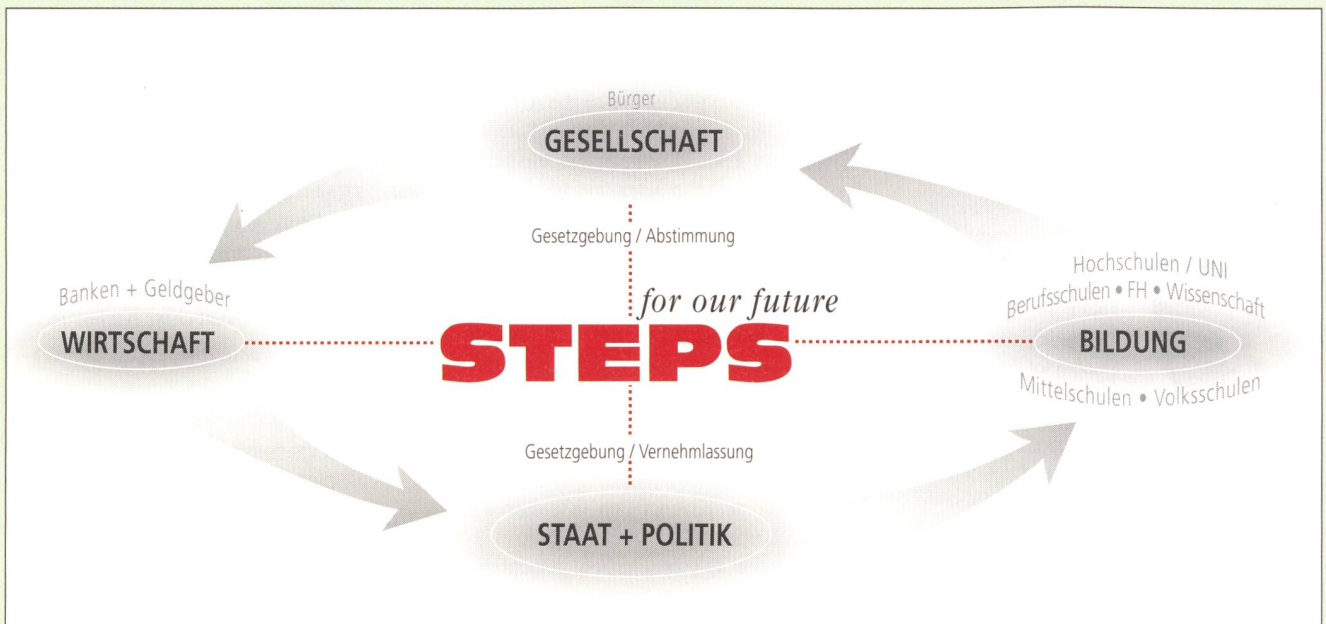 Bürger
GESELLSCHAFT
Gesetzgebung / Abstimmung
Banken + Geldgeber
WIRTSCHAFT
for our future
STEPS
Hochschulen / UNI
Berufsschulen • FH • Wissenschaft
BILDUNG
Mittelschulen • Volksschulen
Gesetzgebung / Vernehmlassung
STAAT + POLITIK